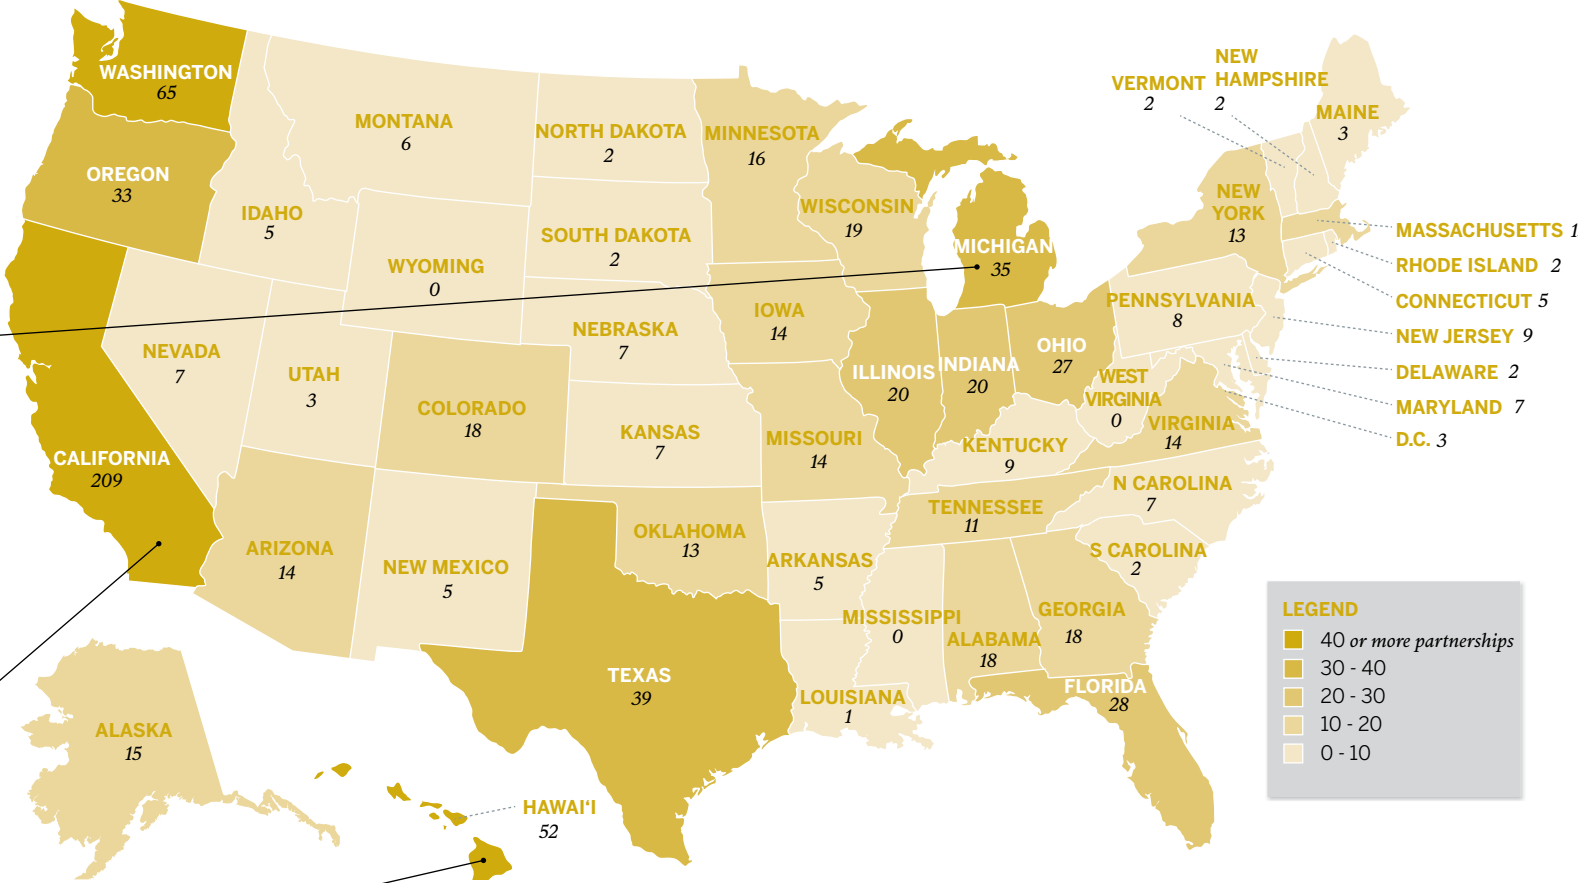 WASHINGTON
65
OREGON
33
CALIFORNIA
209
IDAHO
5
NEVADA
7
MONTANA
6
WYOMING
0
UTAH
3
COLORADO
18
ARIZONA
14
NEW MEXICO
5
NORTH DAKOTA
2
SOUTH DAKOTA
2
NEBRASKA
7
KANSAS
7
OKLAHOMA
13
TEXAS
39
MINNESOTA
16
IOWA
14
MISSOURI
14
ARKANSAS
5
LOUISIANA
1
WISCONSIN
19
ILLINOIS
20
MICHIGAN
35
INDIANA
20
OHIO
27
KENTUCKY
9
TENNESSEE
11
MISSISSIPPI
0
ALABAMA
18
GEORGIA
18
FLORIDA
28
S CAROLINA
2
N CAROLINA
7
VIRGINIA
14
WEST
VIRGINIA
0
PENNSYLVANIA
8
NEW
YORK
13
VERMONT
2
NEW
HAMPSHIRE
2
MAINE
3
MASSACHUSETTS 1
RHODE ISLAND 2
CONNECTICUT 5
NEW JERSEY 9
DELAWARE 2
MARYLAND 7
D.C. 3
ALASKA
15
HAWAI‘I
52
LEGEND
40 or more partnerships
30 - 40
20 - 30
10 - 20
0 - 10